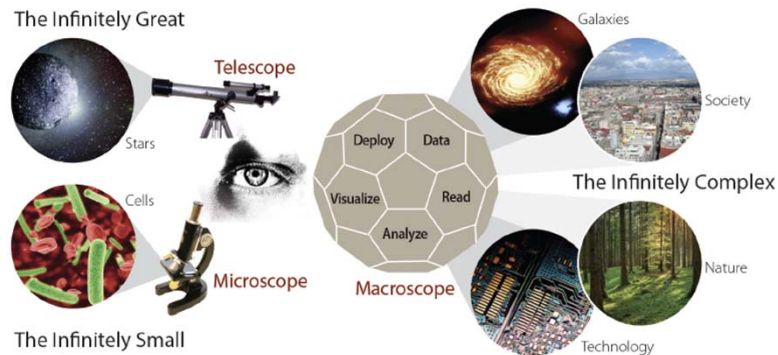 The Infinitely Great
Telescope
Stars
Cells
Microscope
The Infinitely Small
Deploy
Data
Visualize
Read
Analyze
Macroscope
Galaxies
Society
The Infinitely Complex
Nature
Technology